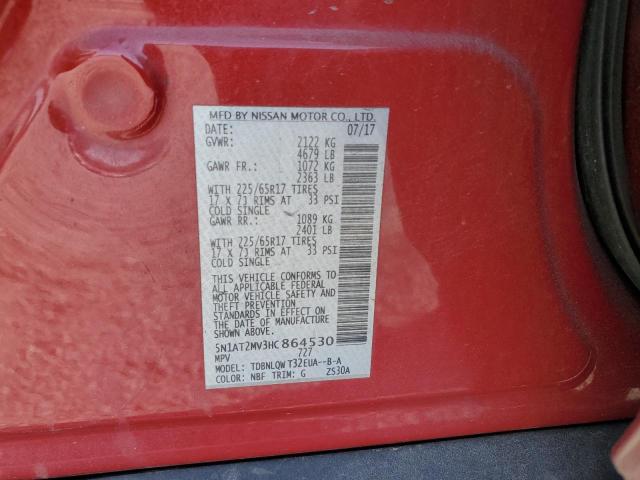 MFD BY NISSAN MOTOR CO., LTD.
DATE: 07/17
GVWR: 2122 KG
4679 LB
GAWR FR.: 1072 KG
2363 LB
WITH 225/65R17 TIRES
17 X 7J RIMS AT 33 PSI
COLD SINGLE
GAWR RR.: 1089 KG
2401 LB
WITH 225/65R17 TIRES
17 X 7J RIMS AT 33 PSI
COLD SINGLE
THIS VEHICLE CONFORMS TO
ALL APPLICABLE FEDERAL
MOTOR VEHICLE SAFETY AND
THEFT PREVENTION
STANDARDS IN EFFECT ON
THE DATE OF MANUFACTURE
SHOWN ABOVE.
5N1AT2MV3HC 864530
MPV 727
MODEL: TDBNLQW T32EUA--B-A
COLOR: NBF TRIM: G ZS30A